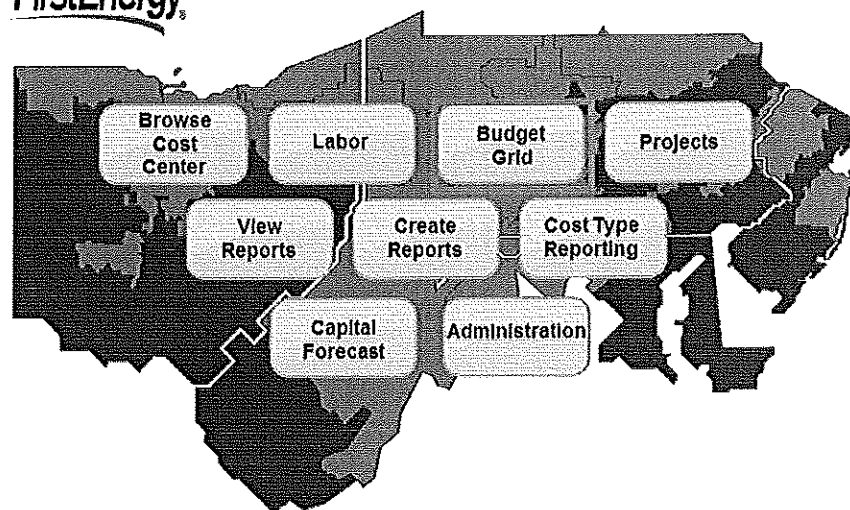 FirstEnergy
Browse
Cost
Center
Labor
Budget
Grid
Projects
View
Reports
Create
Reports
Cost Type
Reporting
Capital
Forecast
Administration